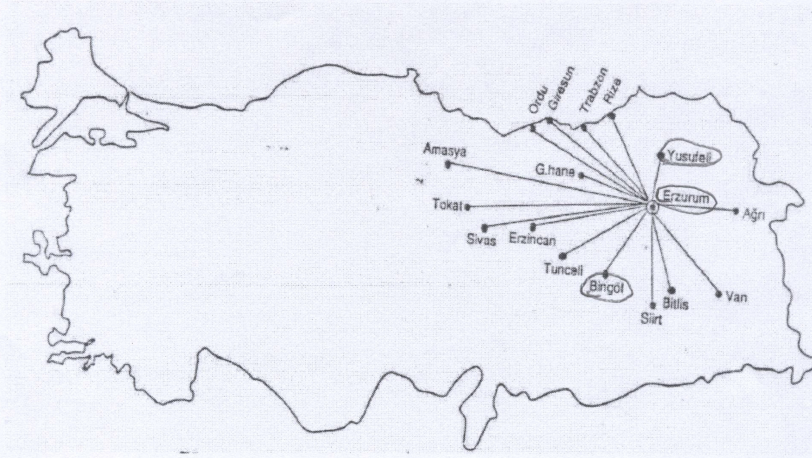 Ordu
Giresun
Trabzon
Rize
Amasya
G.hane
Yusufeli
Tokat
Erzurum
Ağrı
Sivas
Erzincan
Tunceli
Bingöl
Bitlis
Van
Siirt